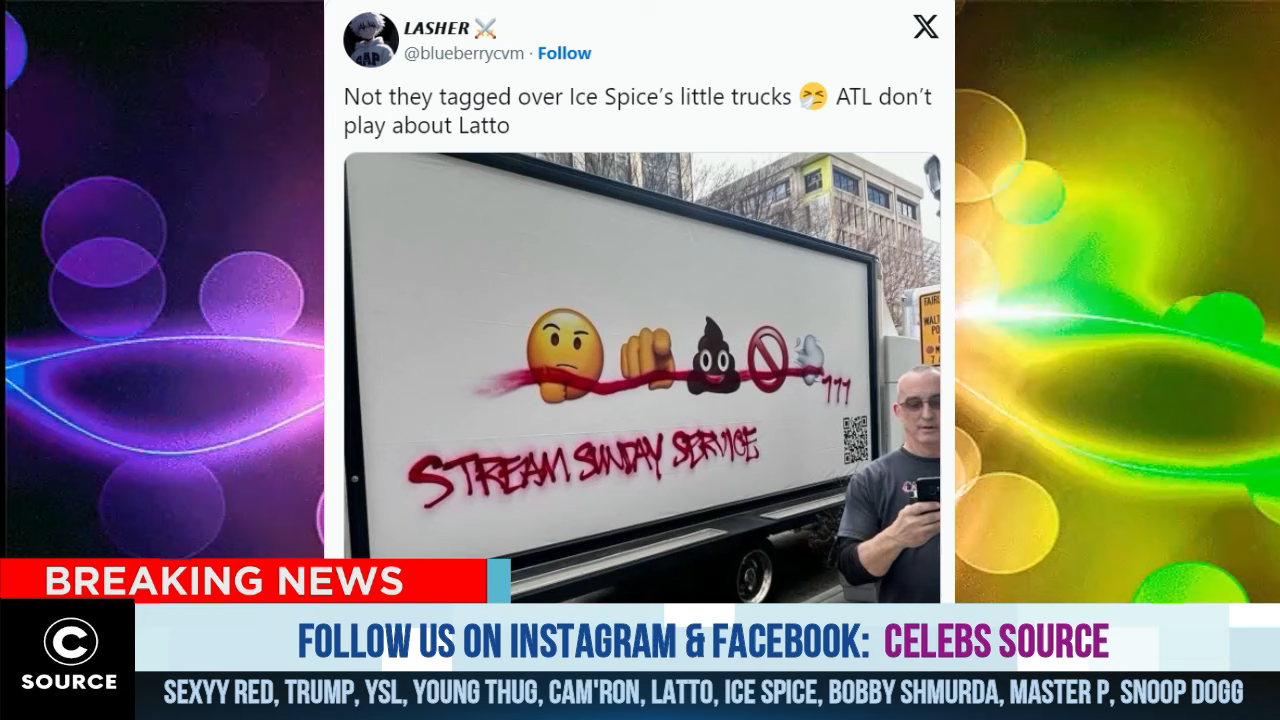 LASHER ⚔️
@blueberrycvm · Follow
Not they tagged over Ice Spice's little trucks 🤧 ATL don't
play about Latto
777
STREAM SUNDAY SERVICE
BREAKING NEWS
C
SOURCE
FOLLOW US ON INSTAGRAM & FACEBOOK: CELEBS SOURCE
SEXYY RED, TRUMP, YSL, YOUNG THUG, CAM'RON, LATTO, ICE SPICE, BOBBY SHMURDA, MASTER P, SNOOP DOGG